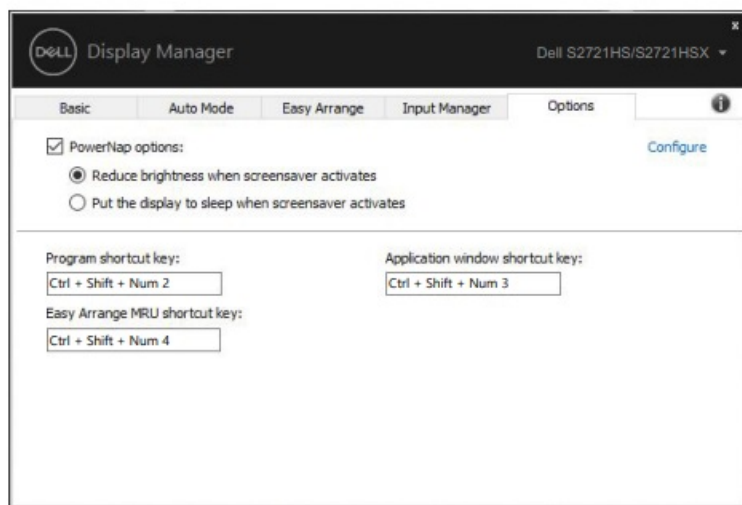 x
DELL Display Manager
Dell S2721HS/S2721HSX
Basic Auto Mode Easy Arrange Input Manager Options
PowerNap options: Configure
Reduce brightness when screensaver activates
Put the display to sleep when screensaver activates
Program shortcut key: Application window shortcut key:
Ctrl + Shift + Num 2 Ctrl + Shift + Num 3
Easy Arrange MRU shortcut key:
Ctrl + Shift + Num 4